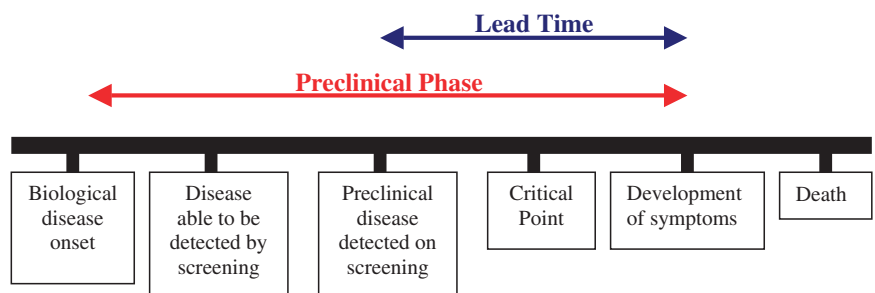 Lead Time
Preclinical Phase
Biological
disease
onset
Disease
able to be
detected by
screening
Preclinical
disease
detected on
screening
Critical
Point
Development
of symptoms
Death